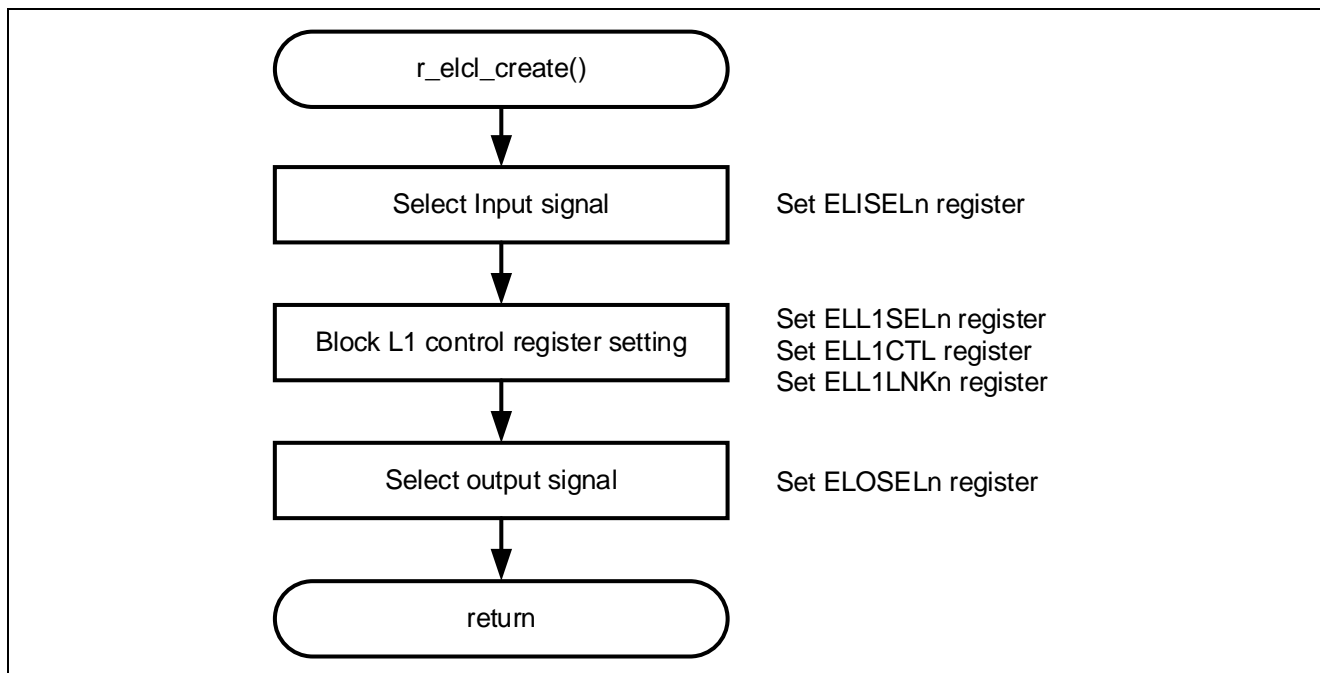 r_elcl_create()
Select Input signal
Set ELISELn register
Block L1 control register setting
Set ELL1SELn register
Set ELL1CTL register
Set ELL1LNKn register
Select output signal
Set ELOSELn register
return